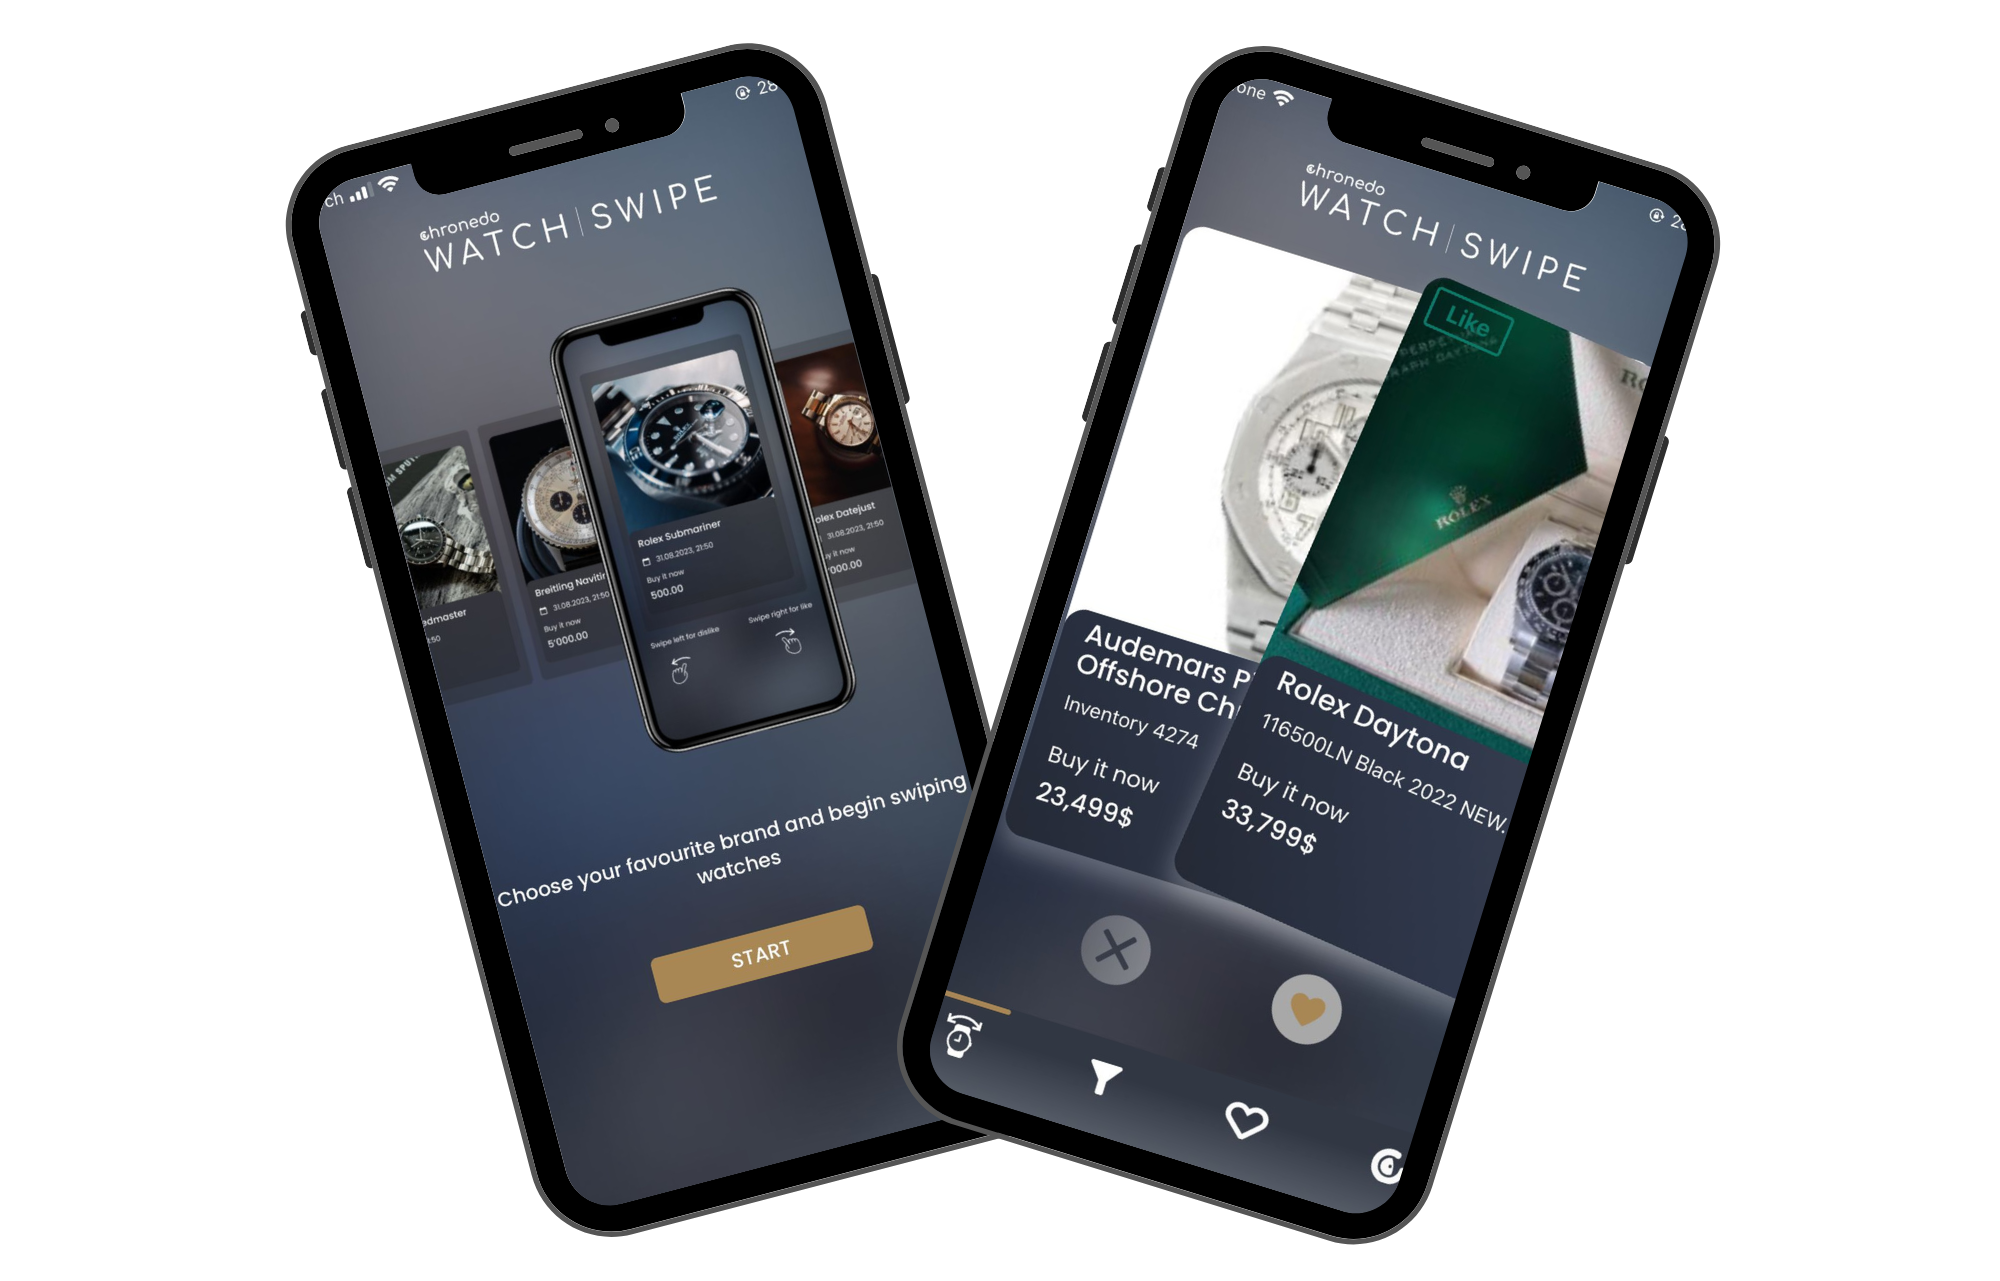 ch
28
chronedo
WATCH | SWIPE
Rolex Submariner
31.08.2023, 21:50
Buy it now
500.00
Swipe left for dislike
Swipe right for like
edmaster
:50
Breitling Naviti
31.08.2023, 21:50
Buy it now
5'000.00
olex Datejust
31.08.2023, 21:50
y it now
'000.00
Choose your favourite brand and begin swiping
watches
START
one
28
chronedo
WATCH | SWIPE
Like
ROLEX
Audemars P
Offshore Ch
Inventory 4274
Buy it now
23,499$
Rolex Daytona
116500LN Black 2022 NEW.
Buy it now
33,799$